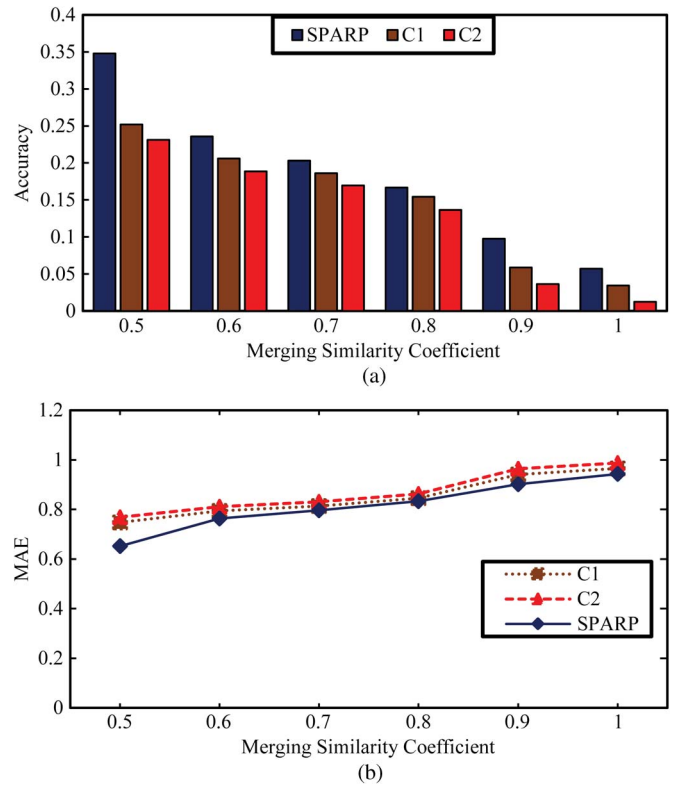 0.4
SPARP C1 C2
0.35
0.3
0.25
0.2
0.15
0.1
0.05
0
Accuracy
0.5 0.6 0.7 0.8 0.9 1
Merging Similarity Coefficient
(a)
1.2
1
0.8
0.6
0.4
0.2
0
MAE
C1
C2
SPARP
0.5 0.6 0.7 0.8 0.9 1
Merging Similarity Coefficient
(b)